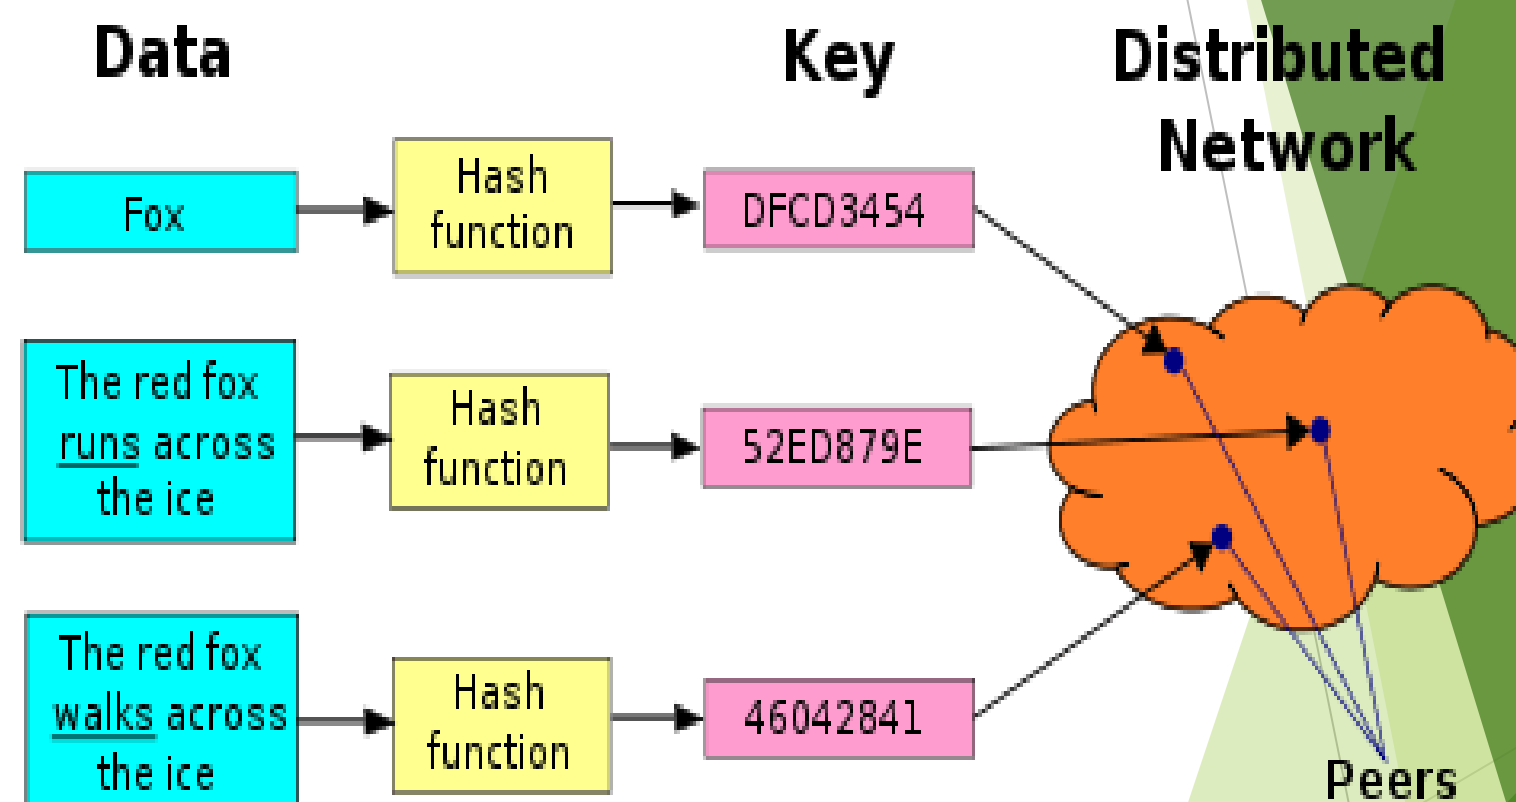 Data
Key
Distributed
Network
Fox
Hash
function
DFCD3454
The red fox
runs across
the ice
Hash
function
52ED879E
The red fox
walks across
the ice
Hash
function
46042841
Peers